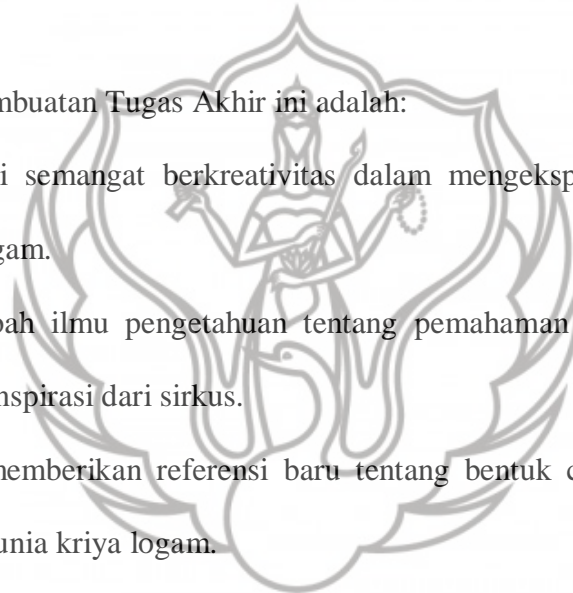 mbuatan Tugas Akhir ini adalah:
i semangat berkreativitas dalam mengeksp
gam.
ah ilmu pengetahuan tentang pemahaman
nspirasi dari sirkus.
memberikan referensi baru tentang bentuk
unia kriya logam.